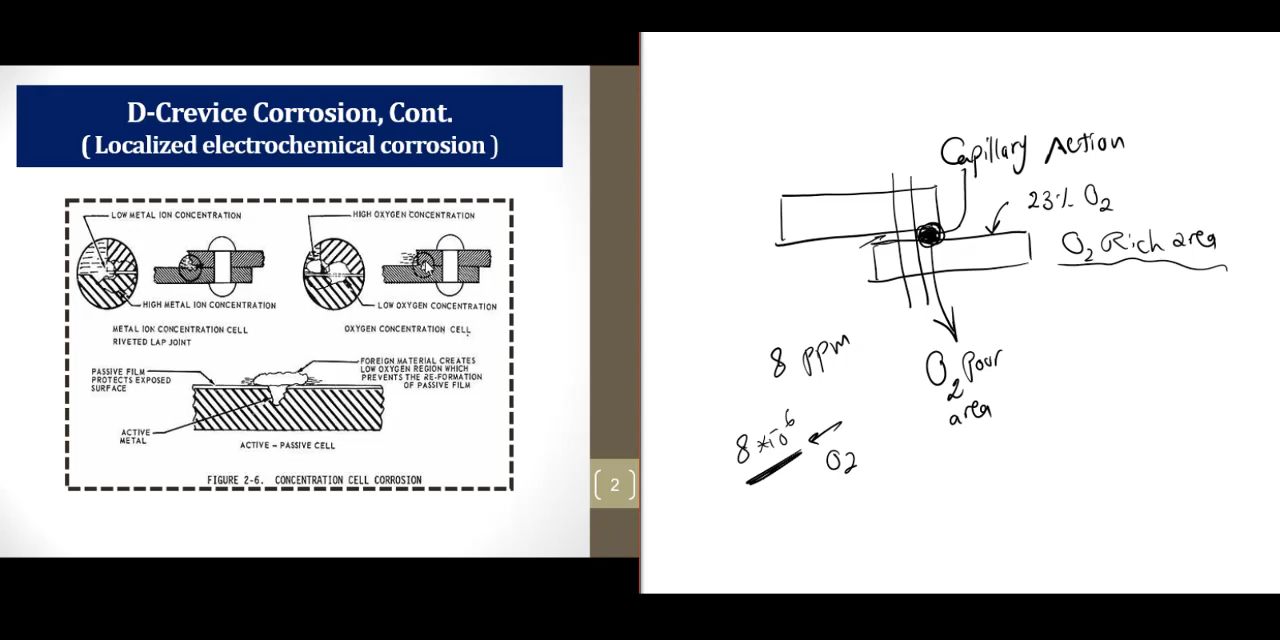 D-Crevice Corrosion, Cont.
( Localized electrochemical corrosion )
LOW METAL ION CONCENTRATION
HIGH OXYGEN CONCENTRATION
HIGH METAL ION CONCENTRATION
LOW OXYGEN CONCENTRATION
METAL ION CONCENTRATION CELL
RIVETED LAP JOINT
OXYGEN CONCENTRATION CELL
PASSIVE FILM
PROTECTS EXPOSED
SURFACE
FOREIGN MATERIAL CREATES
LOW OXYGEN REGION WHICH
PREVENTS THE RE-FORMATION
OF PASSIVE FILM
ACTIVE
METAL
ACTIVE - PASSIVE CELL
FIGURE 2-6. CONCENTRATION CELL CORROSION
2
Capillary Action
23% O2
O2 Rich area
8 ppm
O2 Pour
area
8*10^-6
O2